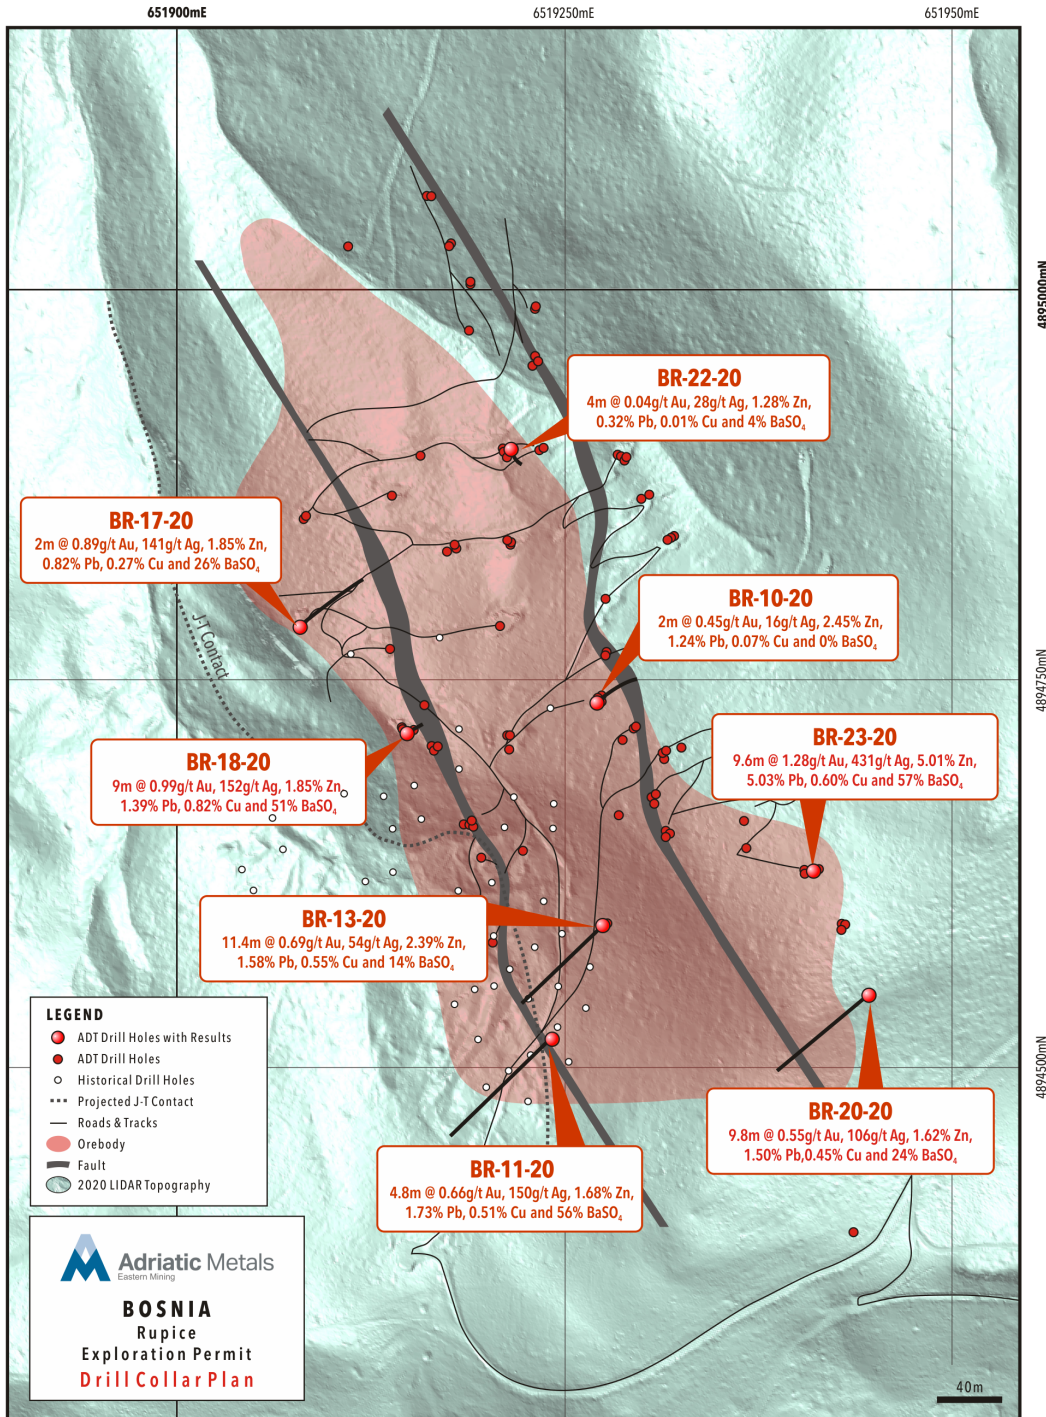 651900mE
6519250mE
651950mE
4895000mN
BR-22-20
4m @ 0.04g/t Au, 28g/t Ag, 1.28% Zn,
0.32% Pb, 0.01% Cu and 4% BaSO₄
BR-17-20
2m @ 0.89g/t Au, 141g/t Ag, 1.85% Zn,
0.82% Pb, 0.27% Cu and 26% BaSO₄
BR-10-20
2m @ 0.45g/t Au, 16g/t Ag, 2.45% Zn,
1.24% Pb, 0.07% Cu and 0% BaSO₄
J-T Contact
4894750mN
BR-23-20
9.6m @ 1.28g/t Au, 431g/t Ag, 5.01% Zn,
5.03% Pb, 0.60% Cu and 57% BaSO₄
BR-18-20
9m @ 0.99g/t Au, 152g/t Ag, 1.85% Zn,
1.39% Pb, 0.82% Cu and 51% BaSO₄
BR-13-20
11.4m @ 0.69g/t Au, 54g/t Ag, 2.39% Zn,
1.58% Pb, 0.55% Cu and 14% BaSO₄
4894500mN
BR-20-20
9.8m @ 0.55g/t Au, 106g/t Ag, 1.62% Zn,
1.50% Pb,0.45% Cu and 24% BaSO₄
BR-11-20
4.8m @ 0.66g/t Au, 150g/t Ag, 1.68% Zn,
1.73% Pb, 0.51% Cu and 56% BaSO₄
LEGEND
ADT Drill Holes with Results
ADT Drill Holes
Historical Drill Holes
Projected J-T Contact
Roads & Tracks
Orebody
Fault
2020 LIDAR Topography
Adriatic Metals
Eastern Mining
BOSNIA
Rupice
Exploration Permit
Drill Collar Plan
40m